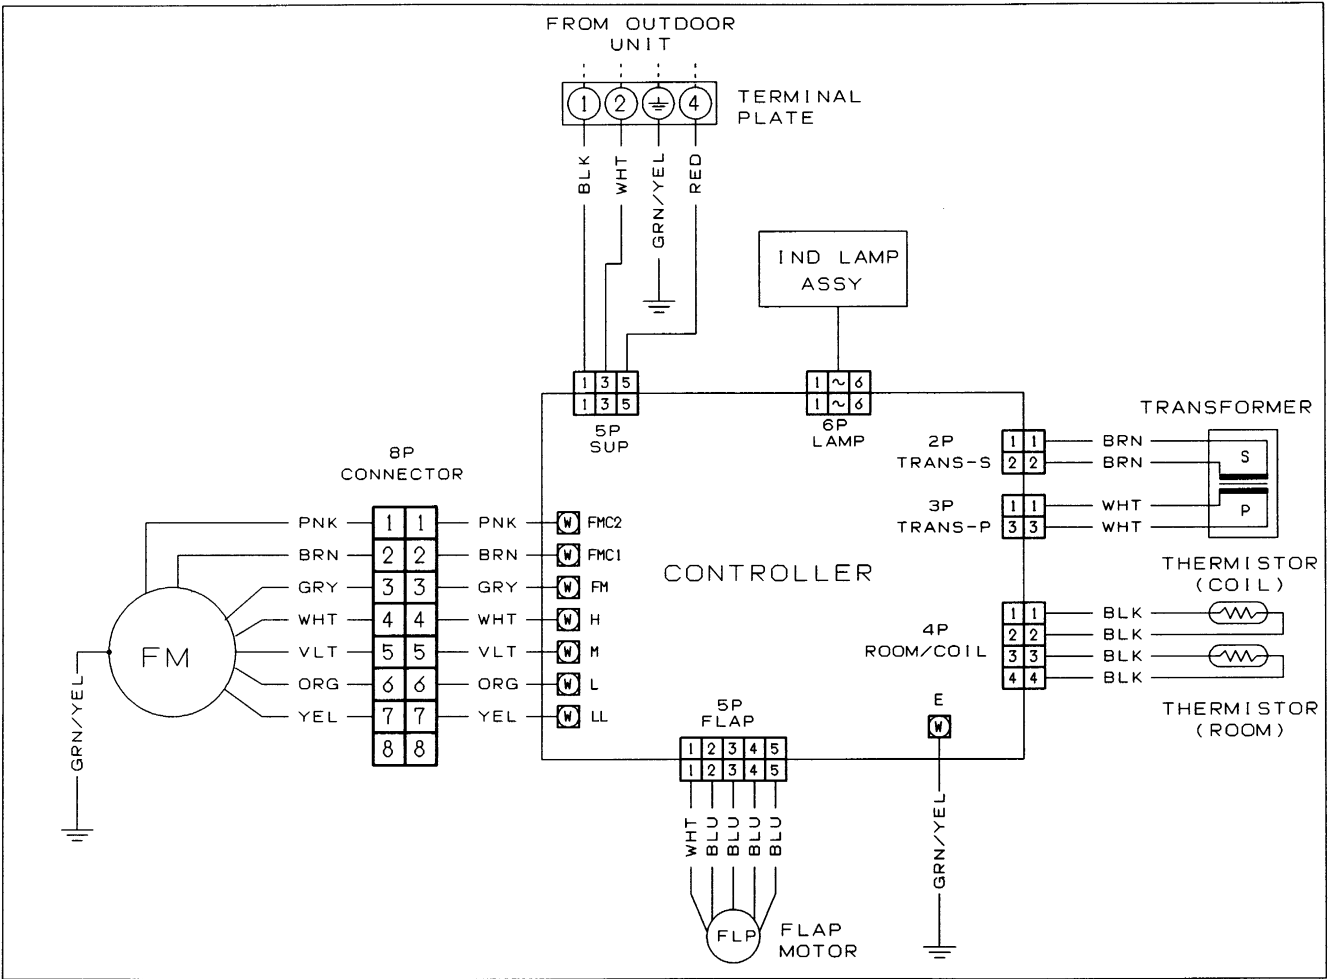 FROM OUTDOOR
UNIT
1 2 4
TERMINAL
PLATE
BLK
WHT
GRN/YEL
RED
IND LAMP
ASSY
1 3 5
1 3 5
5P
SUP
1 ~ 6
1 ~ 6
6P
LAMP
TRANSFORMER
2P
TRANS-S
1 1 BRN
2 2 BRN
S
3P
TRANS-P
1 1 WHT
3 3 WHT
P
8P
CONNECTOR
PNK 1 1 PNK W FMC2
BRN 2 2 BRN W FMC1
GRY 3 3 GRY W FM
WHT 4 4 WHT W H
VLT 5 5 VLT W M
ORG 6 6 ORG W L
YEL 7 7 YEL W LL
8 8
FM
GRN/YEL
CONTROLLER
THERMISTOR
(COIL)
4P
ROOM/COIL
1 1 BLK
2 2 BLK
3 3 BLK
4 4 BLK
THERMISTOR
(ROOM)
E
W
GRN/YEL
5P
FLAP
1 2 3 4 5
1 2 3 4 5
WHT
BLU
BLU
BLU
BLU
FLP
FLAP
MOTOR